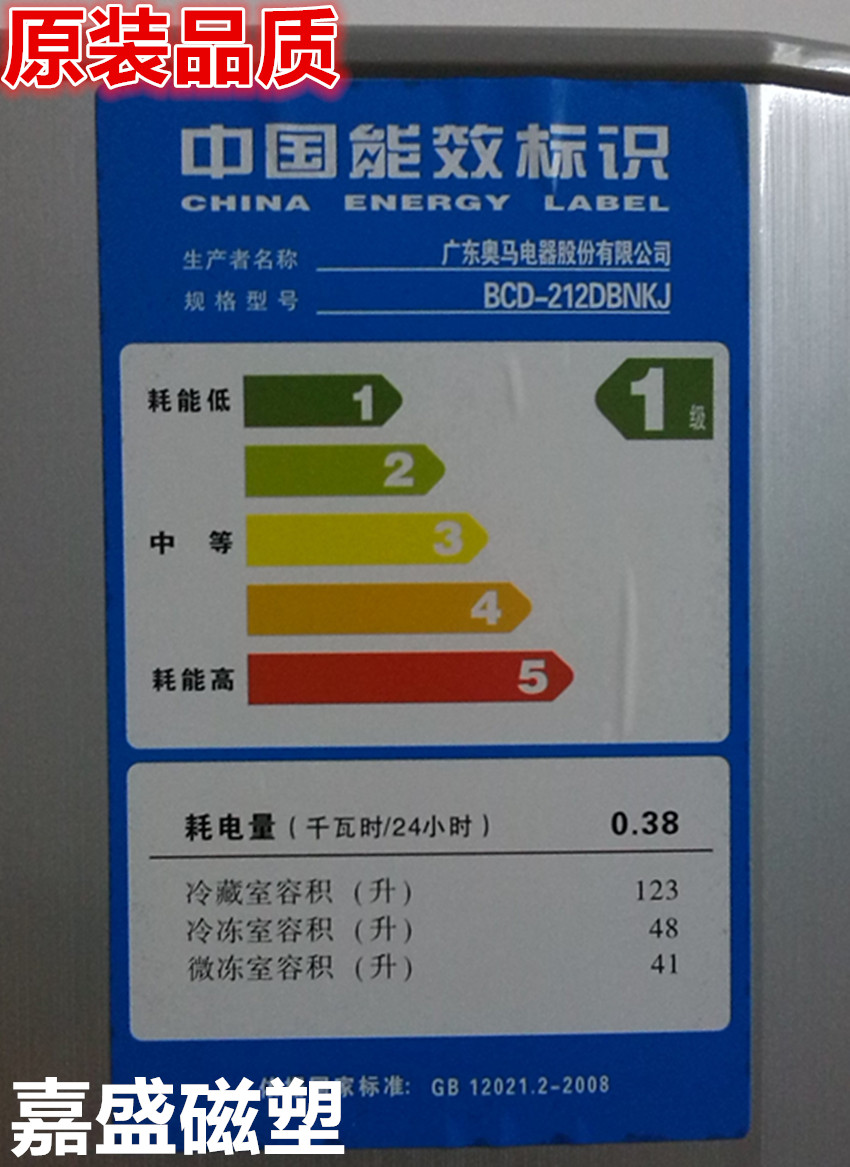 原装品质
中国能效标识
CHINA ENERGY LABEL
生产者名称 广东奥马电器股份有限公司
规格型号 BCD-212DBNKJ
耗能低 1 1级
2
中等 3
4
耗能高 5
耗电量(千瓦时/24小时) 0.38
冷藏室容积(升) 123
冷冻室容积(升) 48
微冻室容积(升) 41
家标准: GB 12021.2-2008
嘉盛磁塑